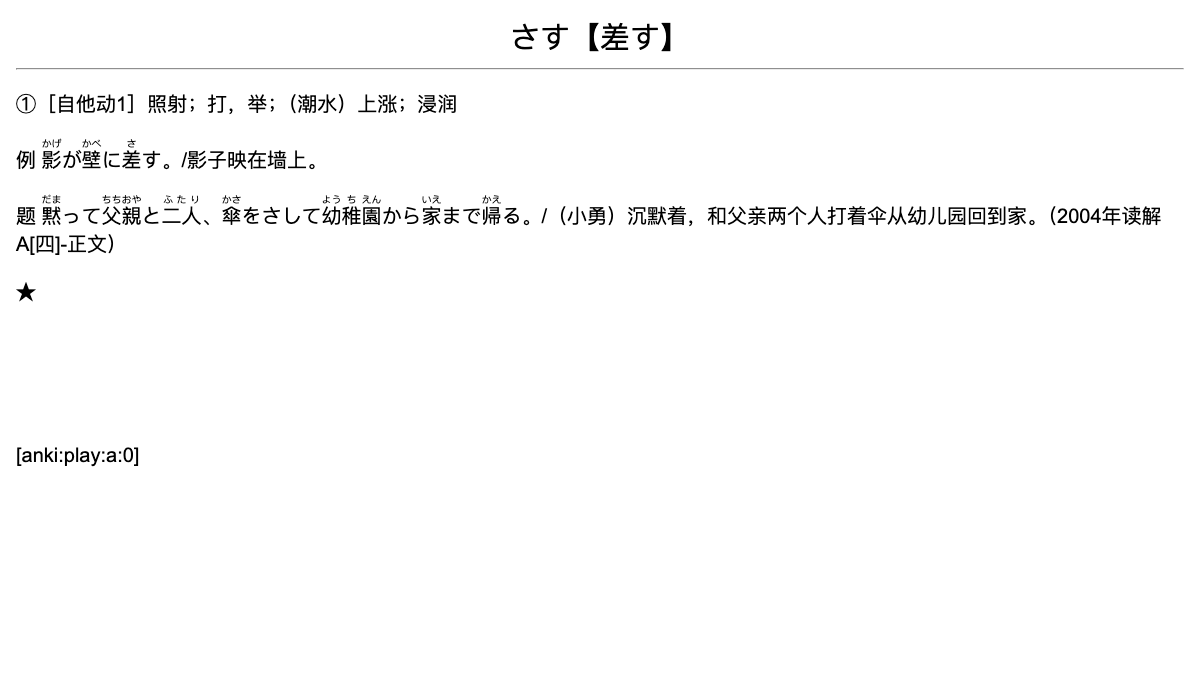 さす【差す】
①［自他动1］照射；打，举；（潮水）上涨；浸润
例 影が壁に差す。/影子映在墙上。
かげ かべ さ
题 黙って父親と二人、傘をさして幼稚園から家まで帰る。/（小勇）沉默着，和父亲两个人打着伞从幼儿园回到家。（2004年读解
だま ちちおや ふたり かさ ようちえん いえ かえ
A[四]-正文）
★
[anki:play:a:0]